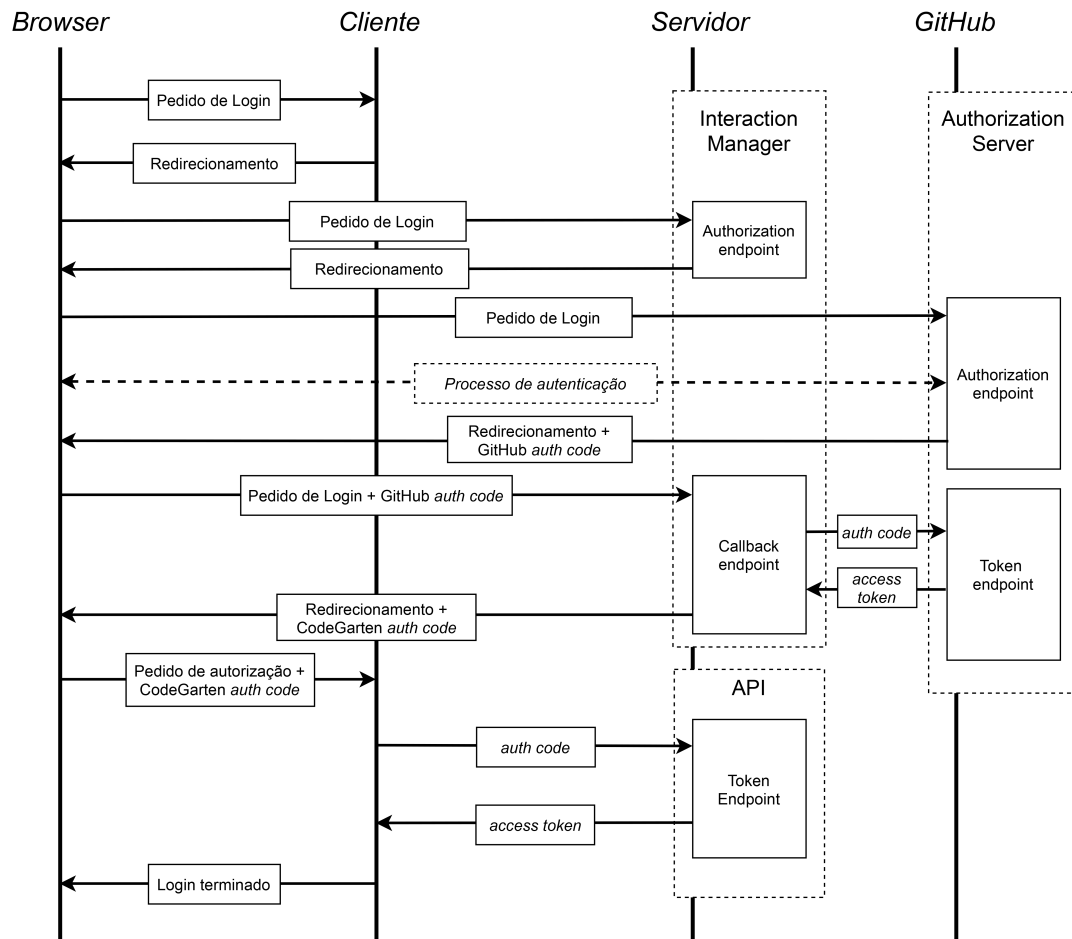 Browser
Cliente
Servidor
GitHub
Pedido de Login
Interaction
Manager
Authorization
Server
Redirecionamento
Pedido de Login
Authorization
endpoint
Redirecionamento
Pedido de Login
Processo de autenticação
Authorization
endpoint
Redirecionamento +
GitHub auth code
Pedido de Login + GitHub auth code
Callback
endpoint
auth code
Token
endpoint
access
token
Redirecionamento +
CodeGarten auth code
Pedido de autorização +
CodeGarten auth code
API
auth code
Token
Endpoint
access token
Login terminado